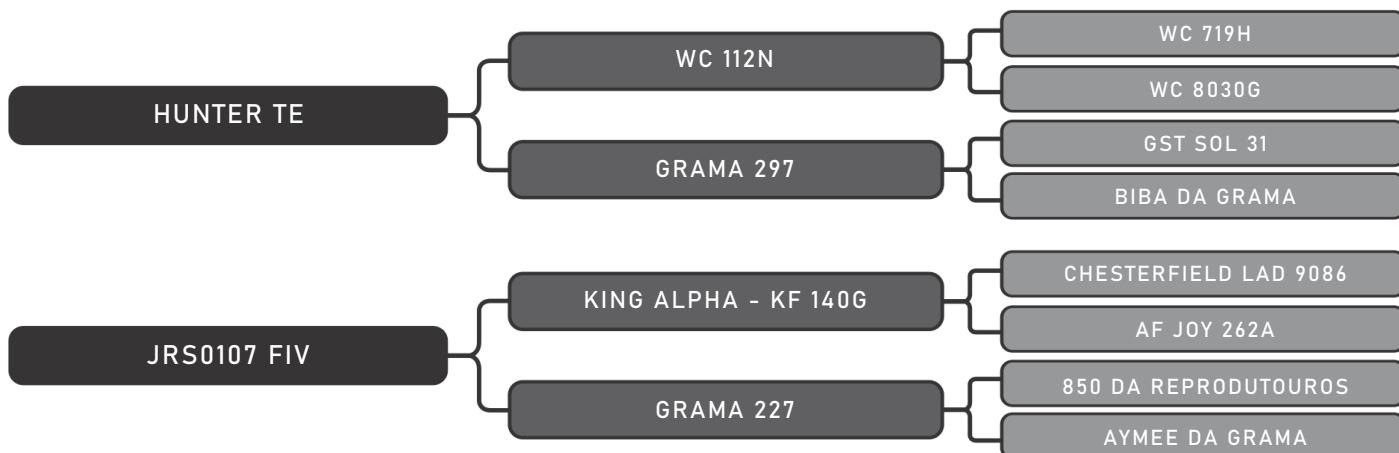 HUNTER TE
WC 112N
GRAMA 297
WC 719H
WC 8030G
GST SOL 31
BIBA DA GRAMA
JRS0107 FIV
KING ALPHA - KF 140G
GRAMA 227
CHESTERFIELD LAD 9086
AF JOY 262A
850 DA REPRODUTOUROS
AYMEE DA GRAMA